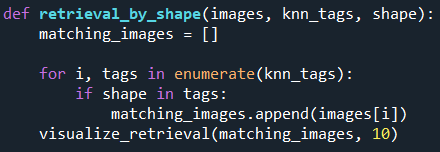 def retrieval_by_shape(images, knn_tags, shape):
    matching_images = []

    for i, tags in enumerate(knn_tags):
        if shape in tags:
            matching_images.append(images[i])
    visualize_retrieval(matching_images, 10)